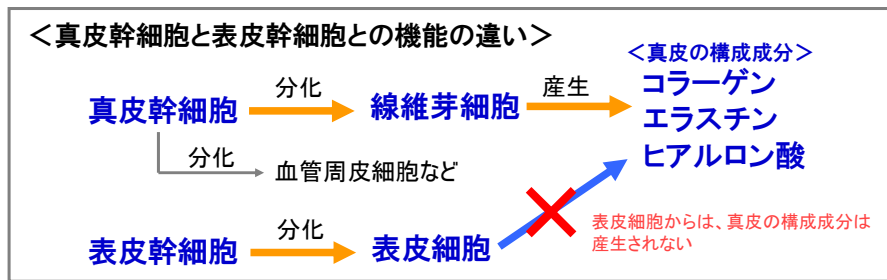 ＜真皮幹細胞と表皮幹細胞との機能の違い＞
＜真皮の構成成分＞
真皮幹細胞
分化
線維芽細胞
産生
コラーゲン
エラスチン
ヒアルロン酸
分化
血管周皮細胞など
表皮幹細胞
分化
表皮細胞
表皮細胞からは、真皮の構成成分は
産生されない